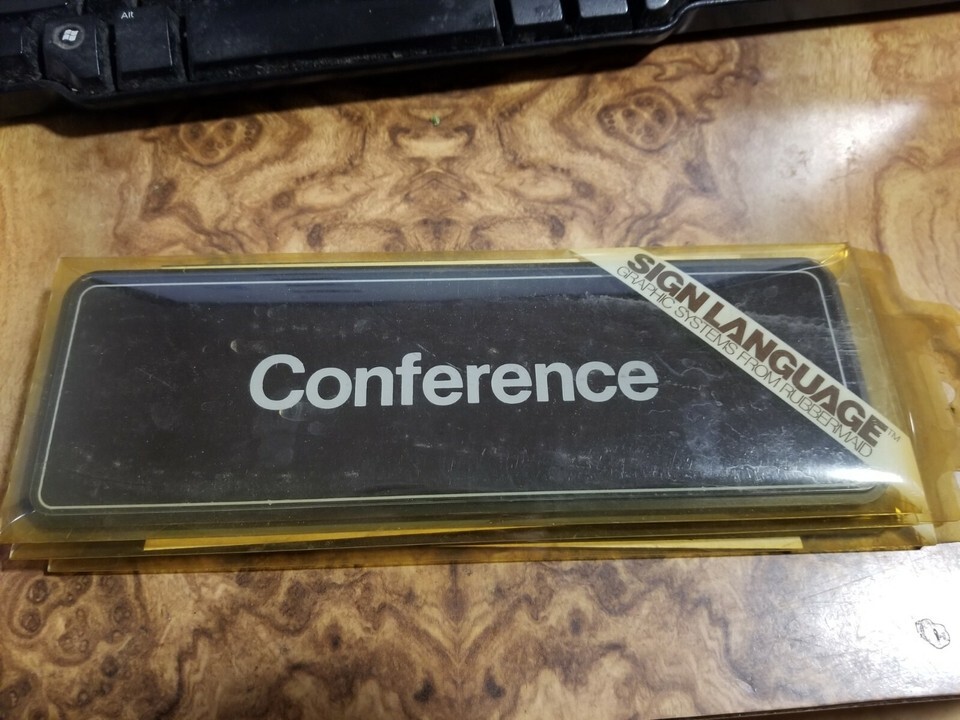 Alt
SIGN LANGUAGE™
GRAPHIC SYSTEMS FROM RUBBERMAID
Conference